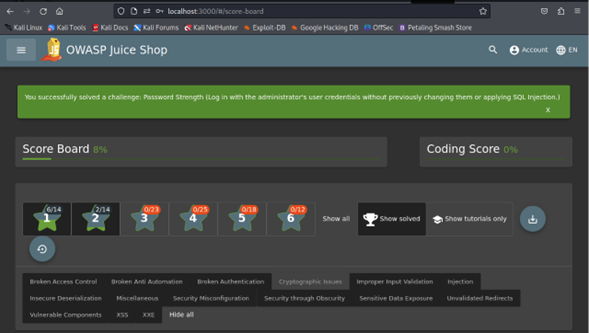 localhost:3000/#/score-board
Kali Linux Kali Tools Kali Docs Kali Forums Kali NetHunter Exploit-DB Google Hacking DB OffSec Petaling Smash Store
OWASP Juice Shop Account EN
You successfully solved a challenge: Password Strength (Log in with the administrator's user credentials without previously changing them or applying SQL Injection.)
X
Score Board 8% Coding Score 0%
6/14 2/14 0/23 0/25 0/18 0/12
1 2 3 4 5 6 Show all Show solved Show tutorials only
Broken Access Control Broken Anti Automation Broken Authentication Cryptographic Issues Improper Input Validation Injection
Insecure Deserialization Miscellaneous Security Misconfiguration Security through Obscurity Sensitive Data Exposure Unvalidated Redirects
Vulnerable Components XSS XXE Hide all